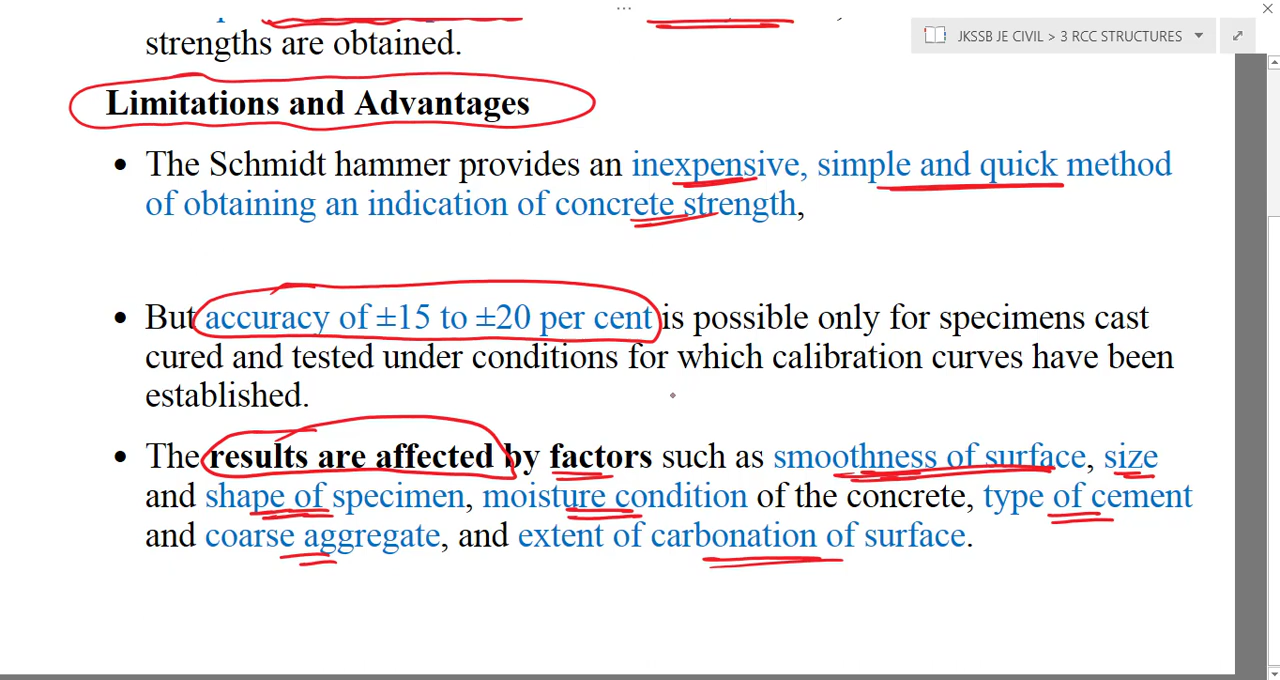 JKSSB JE CIVIL > 3 RCC STRUCTURES
strengths are obtained.
Limitations and Advantages
• The Schmidt hammer provides an inexpensive, simple and quick method
of obtaining an indication of concrete strength,
• But accuracy of ±15 to ±20 per cent is possible only for specimens cast
cured and tested under conditions for which calibration curves have been
established.
• The results are affected by factors such as smoothness of surface, size
and shape of specimen, moisture condition of the concrete, type of cement
and coarse aggregate, and extent of carbonation of surface.